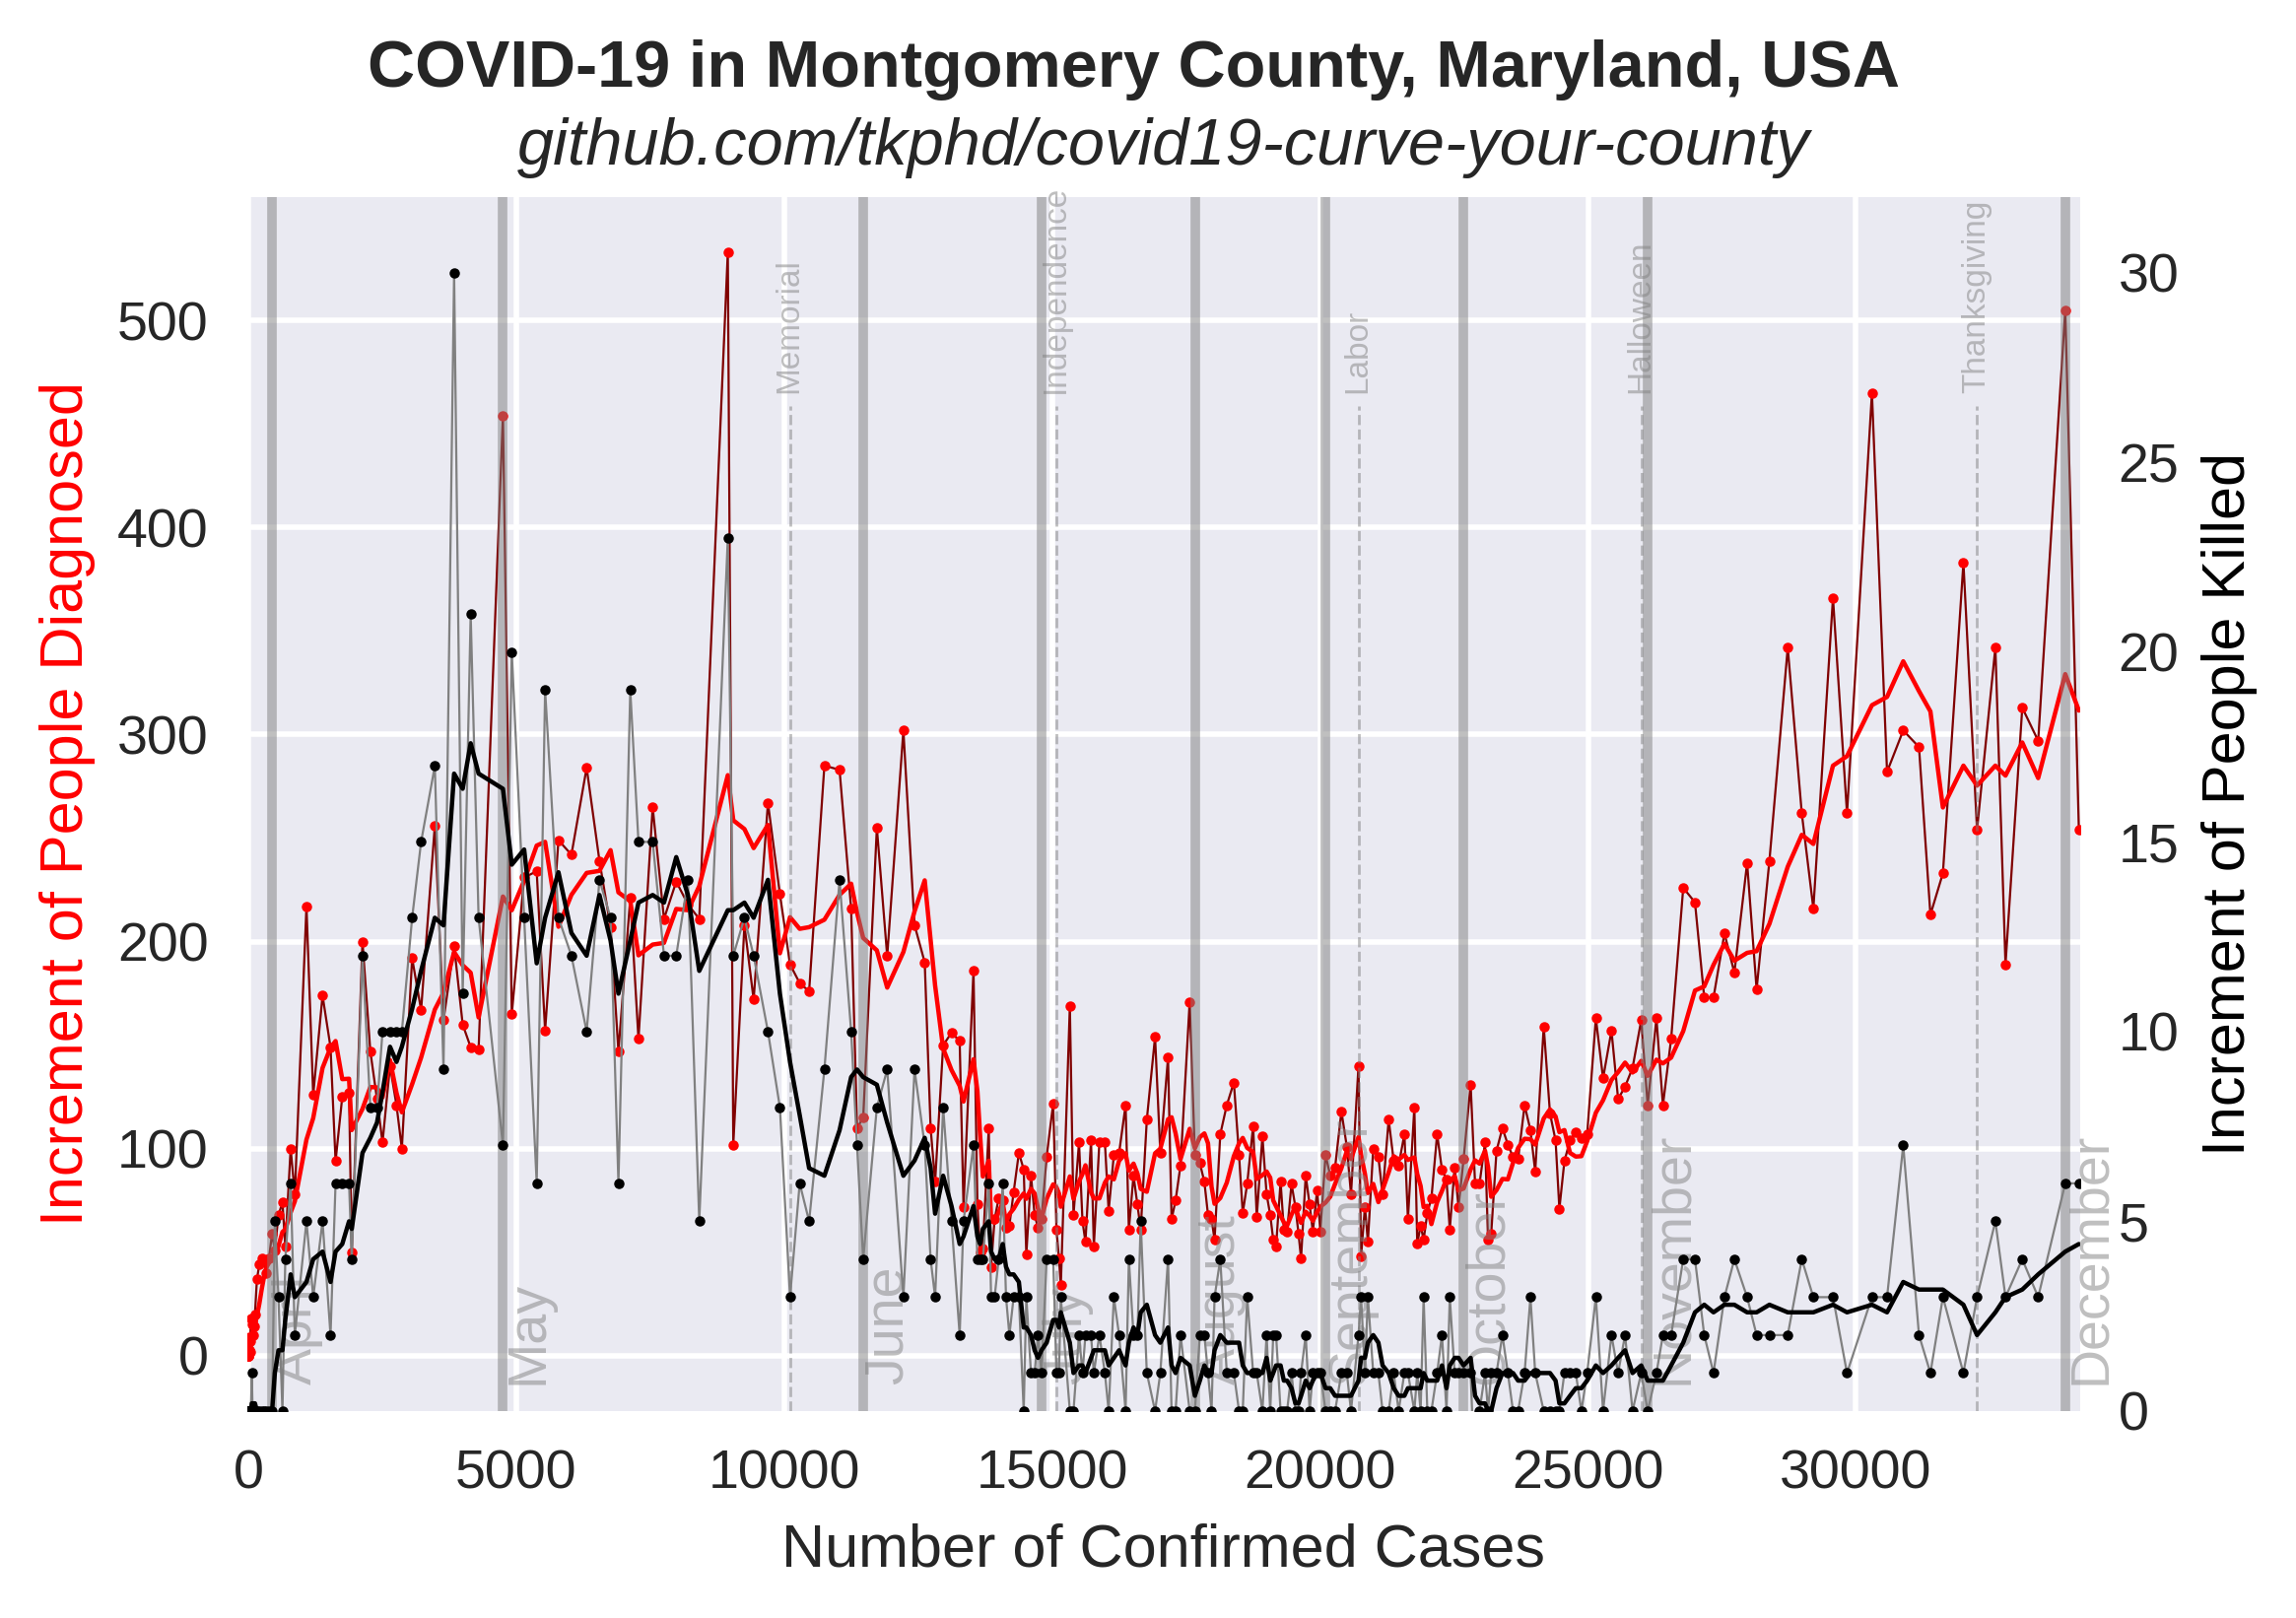 COVID-19 in Montgomery County, Maryland, USA
github.com/tkphd/covid19-curve-your-county
Increment of People Diagnosed
500
400
300
200
100
0
Memorial
Independence
Labor
Halloween
Thanksgiving
April
May
June
July
August
September
October
November
December
30
25
20
15
10
5
0
Increment of People Killed
0 5000 10000 15000 20000 25000 30000
Number of Confirmed Cases